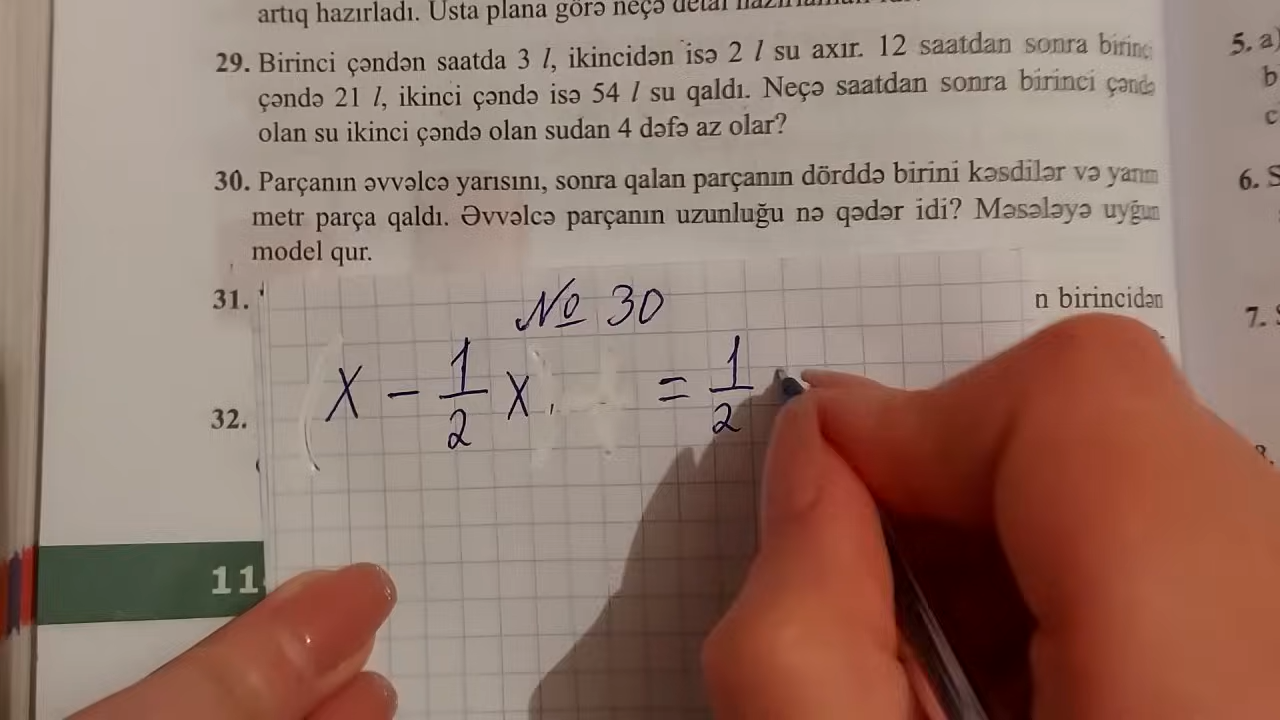 artıq hazırladı. Usta plana görə neçə detal
29. Birinci çəndən saatda 3 l, ikincidən isə 2 l su axır. 12 saatdan sonra birinci
çəndə 21 l, ikinci çəndə isə 54 l su qaldı. Neçə saatdan sonra birinci çəndə
olan su ikinci çəndə olan sudan 4 dəfə az olar?
30. Parçanın əvvəlcə yarısını, sonra qalan parçanın dörddə birini kəsdilər və yarım
metr parça qaldı. Əvvəlcə parçanın uzunluğu nə qədər idi? Məsələyə uyğun
model qur.
31.
n birincidən
№ 30
x - 1/2 x . = 1/2
32.
11
5. a)
b
c
6. S
7. S